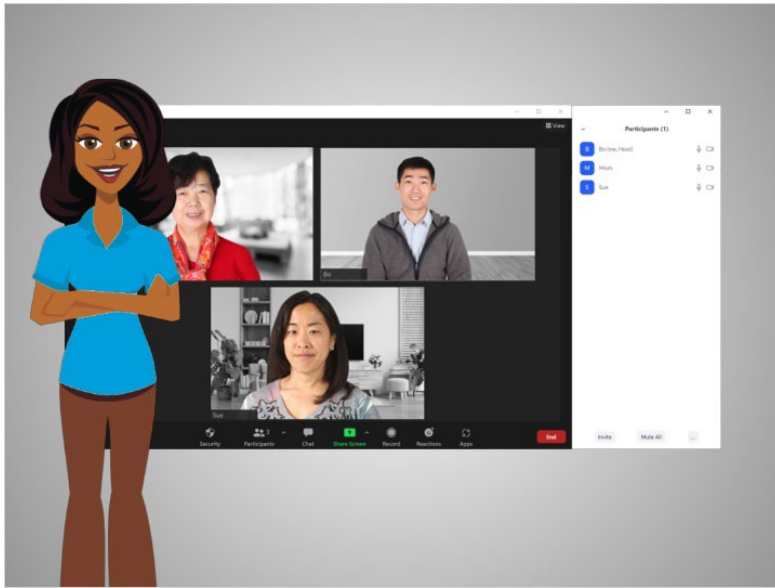 View
Bo
Sue
Security
Participants
3
Chat
Share Screen
Record
Reactions
Apps
End
Participants (1)
B
Bo (me, Host)
M
Mom
S
Sue
Invite
Mute All
...